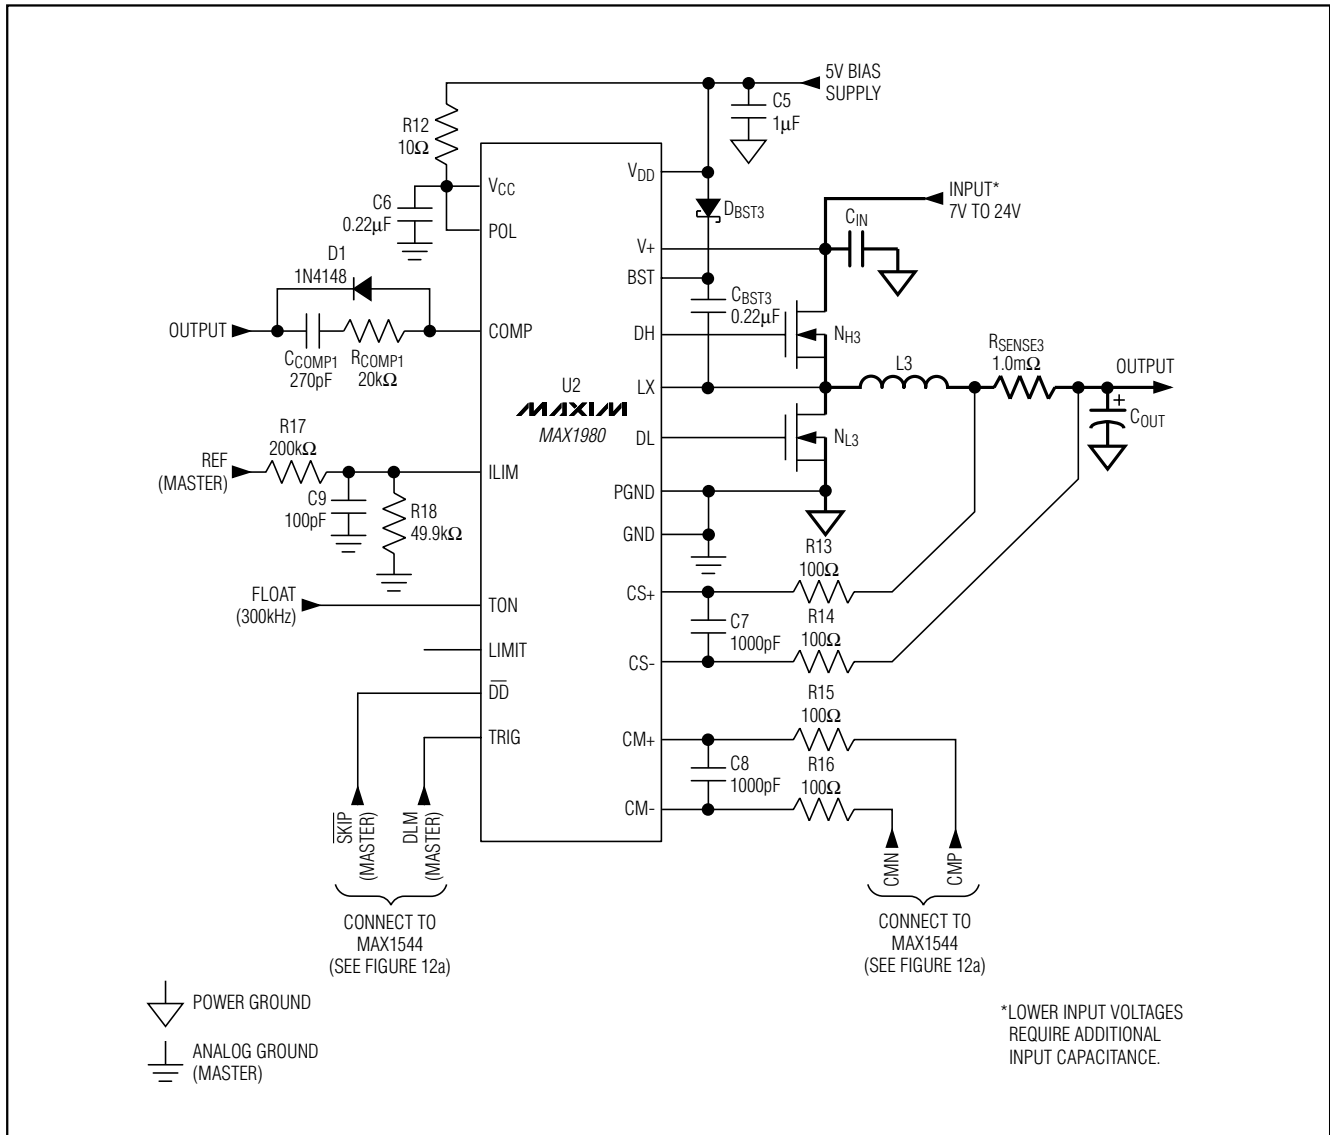 5V BIAS
SUPPLY
C5
1µF
R12
10Ω
VDD
VCC
INPUT*
7V TO 24V
C6
0.22µF
DBST3
CIN
POL
V+
D1
1N4148
BST
CBST3
0.22µF
OUTPUT
COMP
DH
NH3
CCOMP1
270pF
RCOMP1
20kΩ
RSENSE3
1.0mΩ
OUTPUT
L3
LX
U2
MAXIM
MAX1980
+
COUT
R17
200kΩ
DL
NL3
REF
(MASTER)
ILIM
C9
100pF
R18
49.9kΩ
PGND
GND
R13
100Ω
FLOAT
(300kHz)
TON
CS+
C7
1000pF
R14
100Ω
LIMIT
CS-
DD
R15
100Ω
TRIG
CM+
C8
1000pF
R16
100Ω
CM-
SKIP
(MASTER)
DLM
(MASTER)
CMN
CMP
CONNECT TO
MAX1544
(SEE FIGURE 12a)
CONNECT TO
MAX1544
(SEE FIGURE 12a)
POWER GROUND
ANALOG GROUND
(MASTER)
*LOWER INPUT VOLTAGES
REQUIRE ADDITIONAL
INPUT CAPACITANCE.